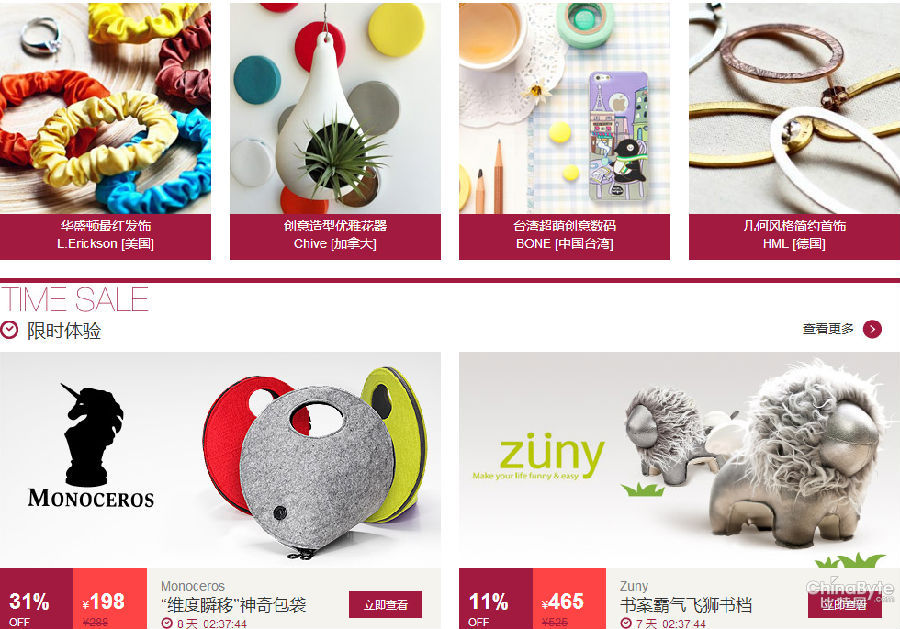 华盛顿最红发饰
L.Erickson [美国]
创意造型优雅花器
Chive [加拿大]
台湾超萌创意数码
BONE [中国台湾]
几何风格简约首饰
HML [德国]
TIME SALE
限时体验
查看更多
MONOCEROS
züny
Make your life funny & easy
31%
OFF
¥198
¥288
Monoceros
“维度瞬移”神奇包袋
8 天 02:37:44
立即查看
11%
OFF
¥465
¥525
Zuny
书案霸气飞狮书档
7 天 02:37:44
立即查看
ChinaByte
.com